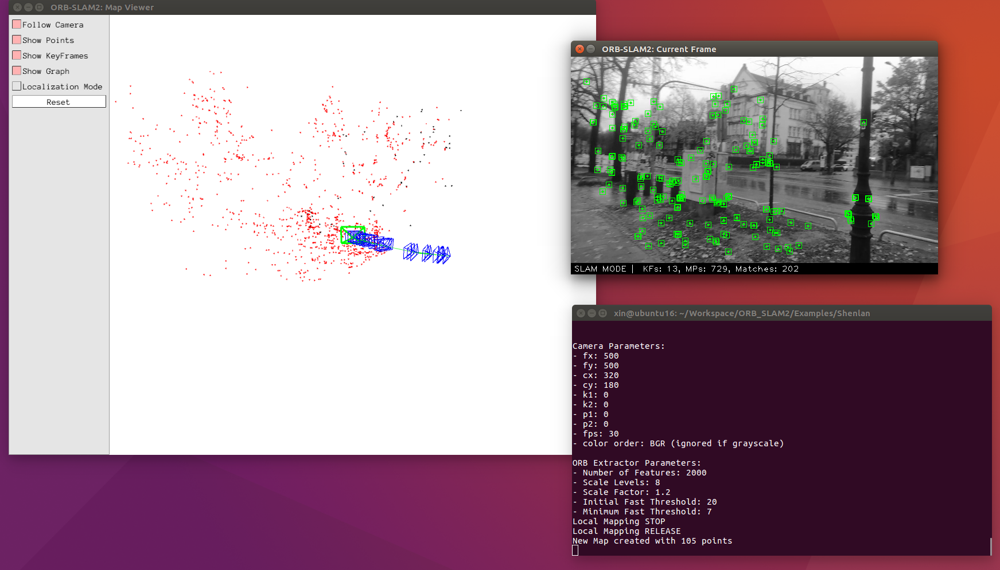 ORB-SLAM2: Map Viewer
Follow Camera
Show Points
Show KeyFrames
Show Graph
Localization Mode
Reset
ORB-SLAM2: Current Frame
SLAM MODE |  KFs: 13, MPs: 729, Matches: 202
xin@ubuntu16: ~/Workspace/ORB_SLAM2/Examples/Shenlan
Camera Parameters:
- fx: 500
- fy: 500
- cx: 320
- cy: 180
- k1: 0
- k2: 0
- p1: 0
- p2: 0
- fps: 30
- color order: BGR (ignored if grayscale)
ORB Extractor Parameters:
- Number of Features: 2000
- Scale Levels: 8
- Scale Factor: 1.2
- Initial Fast Threshold: 20
- Minimum Fast Threshold: 7
Local Mapping STOP
Local Mapping RELEASE
New Map created with 105 points